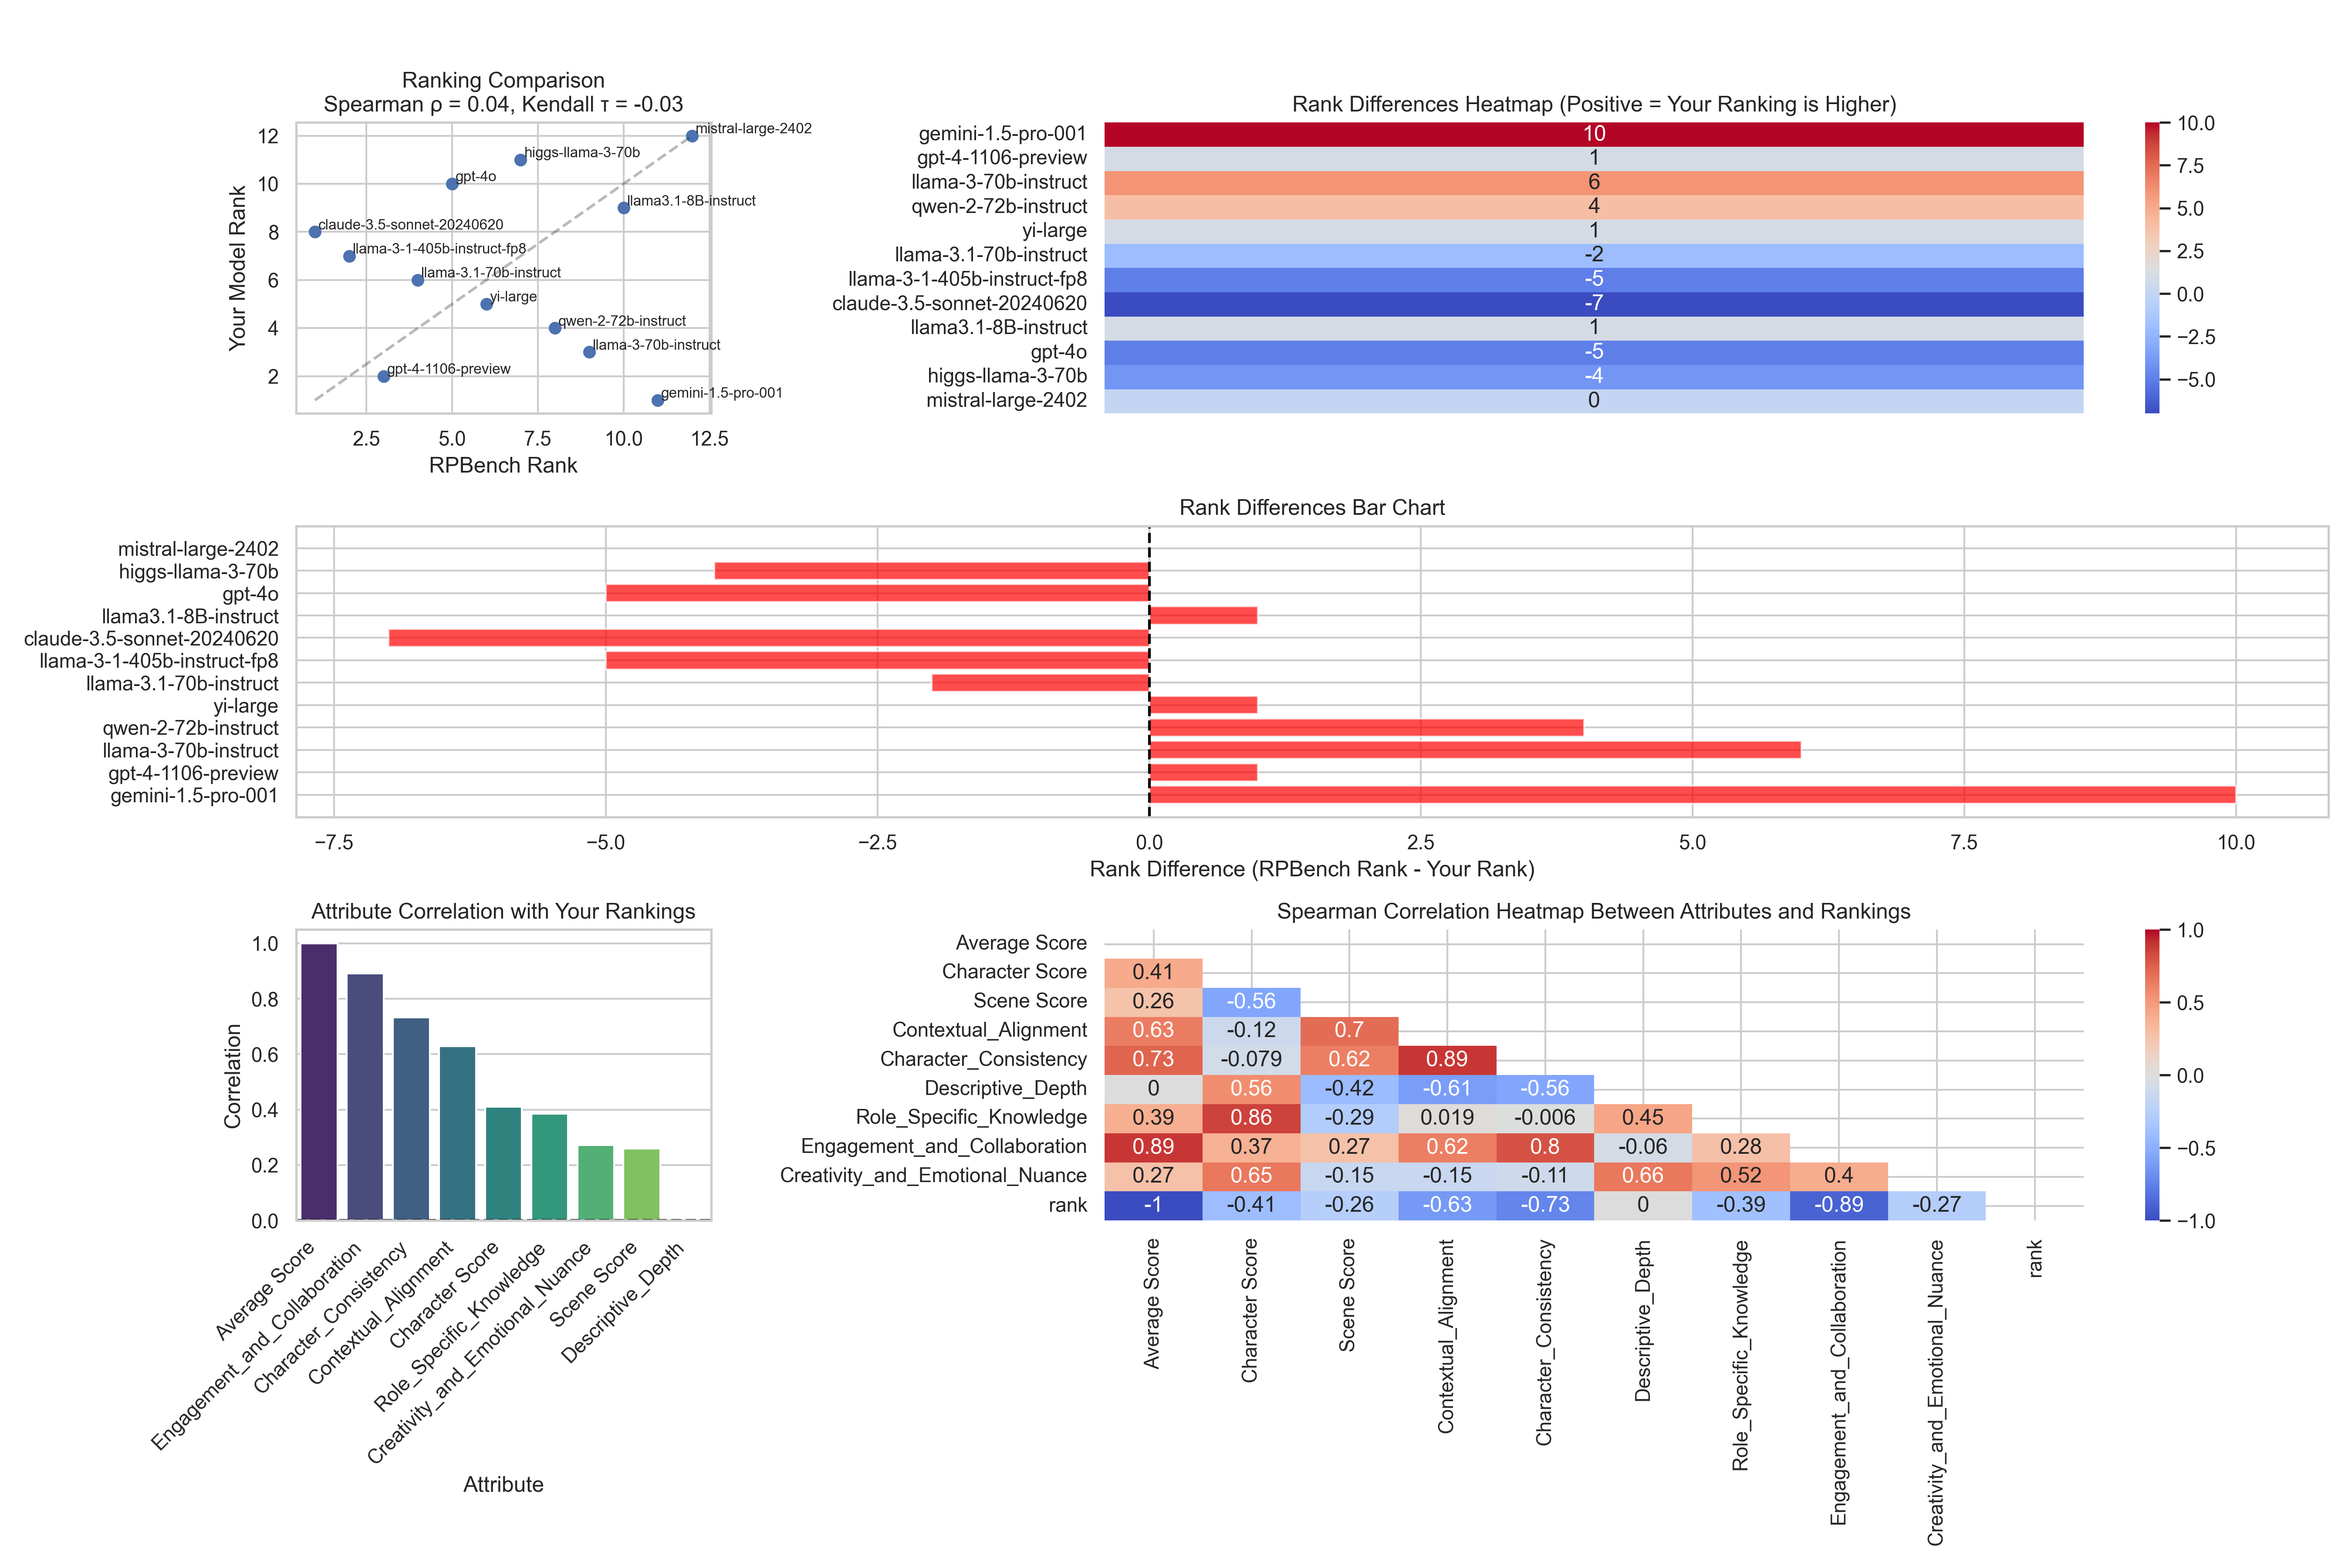 Ranking Comparison
Spearman ρ = 0.04, Kendall τ = -0.03
Your Model Rank
12
10
8
6
4
2
mistral-large-2402
higgs-llama-3-70b
gpt-4o
llama3.1-8B-instruct
claude-3.5-sonnet-20240620
llama-3-1-405b-instruct-fp8
llama-3.1-70b-instruct
yi-large
qwen-2-72b-instruct
llama-3-70b-instruct
gpt-4-1106-preview
gemini-1.5-pro-001
2.5 5.0 7.5 10.0 12.5
RPBench Rank
Rank Differences Heatmap (Positive = Your Ranking is Higher)
gemini-1.5-pro-001 10
gpt-4-1106-preview 1
llama-3-70b-instruct 6
qwen-2-72b-instruct 4
yi-large 1
llama-3.1-70b-instruct -2
llama-3-1-405b-instruct-fp8 -5
claude-3.5-sonnet-20240620 -7
llama3.1-8B-instruct 1
gpt-4o -5
higgs-llama-3-70b -4
mistral-large-2402 0
10.0
7.5
5.0
2.5
0.0
−2.5
−5.0
Rank Differences Bar Chart
mistral-large-2402
higgs-llama-3-70b
gpt-4o
llama3.1-8B-instruct
claude-3.5-sonnet-20240620
llama-3-1-405b-instruct-fp8
llama-3.1-70b-instruct
yi-large
qwen-2-72b-instruct
llama-3-70b-instruct
gpt-4-1106-preview
gemini-1.5-pro-001
−7.5 −5.0 −2.5 0.0 2.5 5.0 7.5 10.0
Rank Difference (RPBench Rank - Your Rank)
Attribute Correlation with Your Rankings
Correlation
1.0
0.8
0.6
0.4
0.2
0.0
Average Score
Engagement_and_Collaboration
Character_Consistency
Contextual_Alignment
Character Score
Role_Specific_Knowledge
Creativity_and_Emotional_Nuance
Scene Score
Descriptive_Depth
Attribute
Spearman Correlation Heatmap Between Attributes and Rankings
Average Score
Character Score 0.41
Scene Score 0.26 -0.56
Contextual_Alignment 0.63 -0.12 0.7
Character_Consistency 0.73 -0.079 0.62 0.89
Descriptive_Depth 0 0.56 -0.42 -0.61 -0.56
Role_Specific_Knowledge 0.39 0.86 -0.29 0.019 -0.006 0.45
Engagement_and_Collaboration 0.89 0.37 0.27 0.62 0.8 -0.06 0.28
Creativity_and_Emotional_Nuance 0.27 0.65 -0.15 -0.15 -0.11 0.66 0.52 0.4
rank -1 -0.41 -0.26 -0.63 -0.73 0 -0.39 -0.89 -0.27
Average Score
Character Score
Scene Score
Contextual_Alignment
Character_Consistency
Descriptive_Depth
Role_Specific_Knowledge
Engagement_and_Collaboration
Creativity_and_Emotional_Nuance
rank
1.0
0.5
0.0
−0.5
−1.0